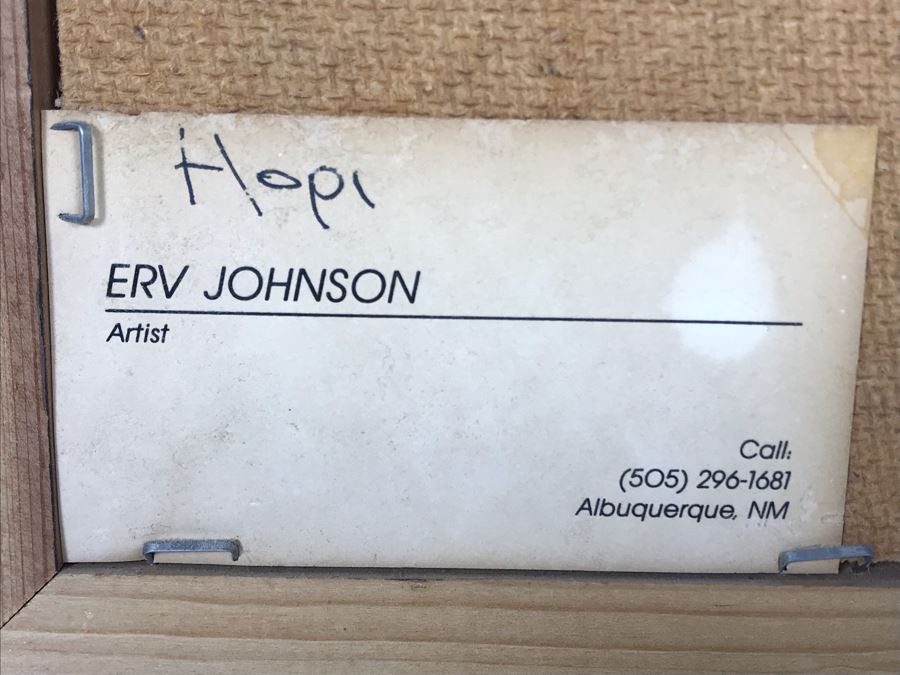 Hopi
ERV JOHNSON
Artist
Call:
(505) 296-1681
Albuquerque, NM